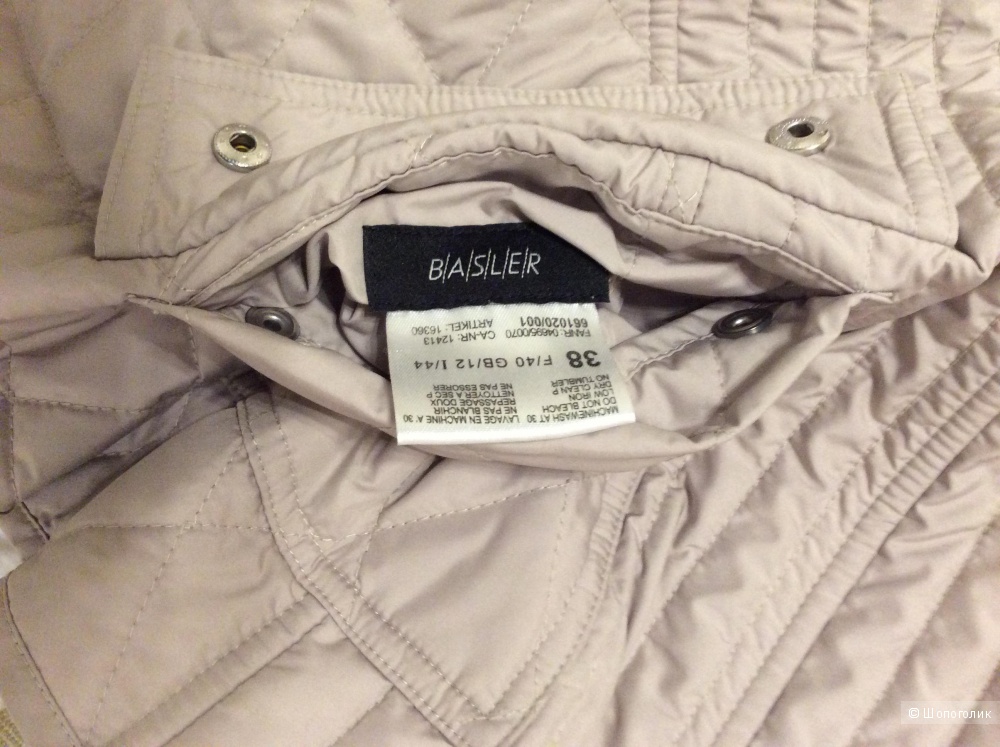 B/A/S/L/E/R
FANR: 04695/0070 CA-NR: 12413
661020/001 ARTIKEL: 16360
38 F/40 GB/12 I/44
MACHINEWASH AT 30 LAVAGE EN MACHINE A 30
DO NOT BLEACH NE PAS BLANCHIR
LOW IRON REPASSAGE DOUX
DRY CLEAN P NETTOYER A SEC P
NO TUMBLER NE PAS ESSORER
© Шопоголик